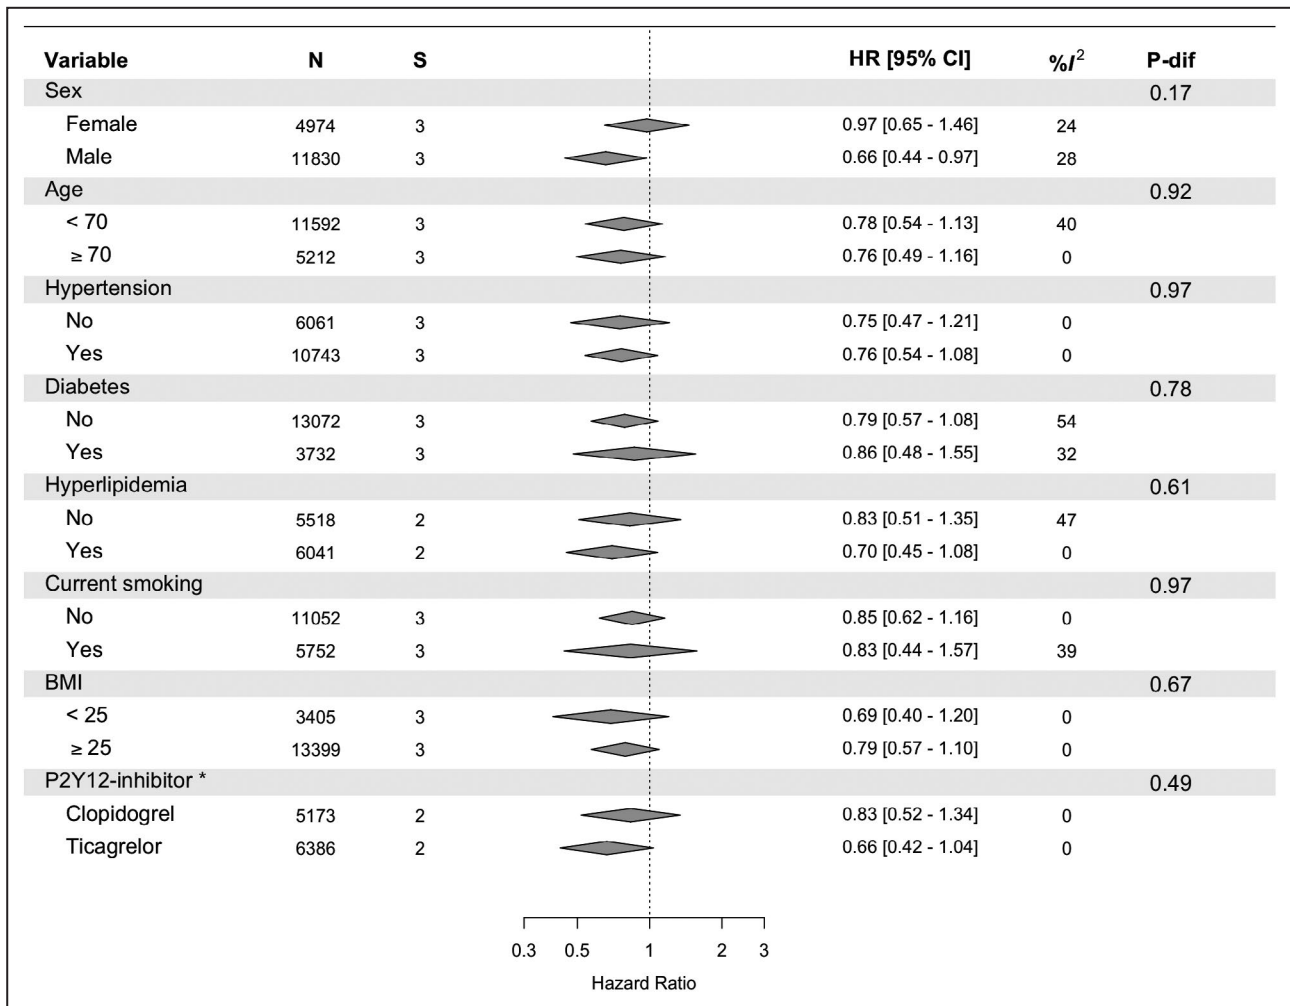 Variable N S HR [95% CI] %I² P-dif
Sex 0.17
Female 4974 3 0.97 [0.65 - 1.46] 24
Male 11830 3 0.66 [0.44 - 0.97] 28
Age 0.92
< 70 11592 3 0.78 [0.54 - 1.13] 40
≥ 70 5212 3 0.76 [0.49 - 1.16] 0
Hypertension 0.97
No 6061 3 0.75 [0.47 - 1.21] 0
Yes 10743 3 0.76 [0.54 - 1.08] 0
Diabetes 0.78
No 13072 3 0.79 [0.57 - 1.08] 54
Yes 3732 3 0.86 [0.48 - 1.55] 32
Hyperlipidemia 0.61
No 5518 2 0.83 [0.51 - 1.35] 47
Yes 6041 2 0.70 [0.45 - 1.08] 0
Current smoking 0.97
No 11052 3 0.85 [0.62 - 1.16] 0
Yes 5752 3 0.83 [0.44 - 1.57] 39
BMI 0.67
< 25 3405 3 0.69 [0.40 - 1.20] 0
≥ 25 13399 3 0.79 [0.57 - 1.10] 0
P2Y12-inhibitor * 0.49
Clopidogrel 5173 2 0.83 [0.52 - 1.34] 0
Ticagrelor 6386 2 0.66 [0.42 - 1.04] 0
0.3 0.5 1 2 3
Hazard Ratio